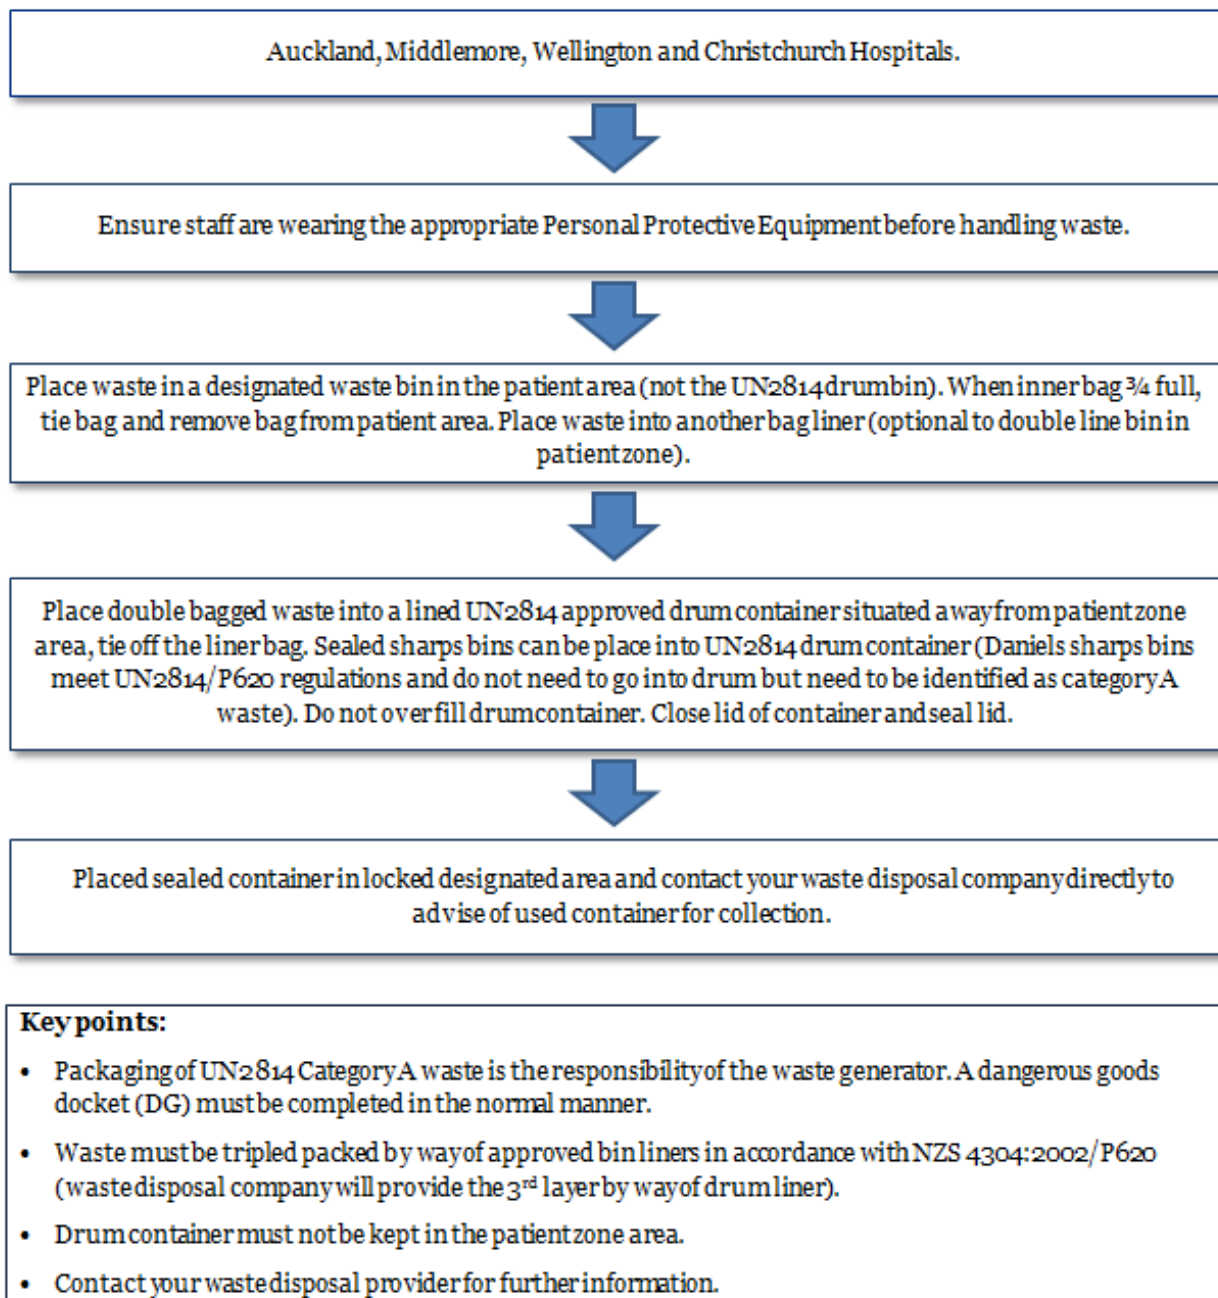 Auckland, Middlemore, Wellington and Christchurch Hospitals.
Ensure staff are wearing the appropriate Personal Protective Equipment before handling waste.
Place waste in a designated waste bin in the patient area (not the UN2814 drum bin). When inner bag ¾ full,
tie bag and remove bag from patient area. Place waste into another bag liner (optional to double line bin in
patient zone).
Place double bagged waste into a lined UN2814 approved drum container situated away from patient zone
area, tie off the liner bag. Sealed sharps bins can be place into UN2814 drum container (Daniels sharps bins
meet UN2814/P620 regulations and do not need to go into drum but need to be identified as category A
waste). Do not over fill drum container. Close lid of container and seal lid.
Placed sealed container in locked designated area and contact your waste disposal company directly to
advise of used container for collection.
Key points:
• Packaging of UN2814 Category A waste is the responsibility of the waste generator. A dangerous goods
docket (DG) must be completed in the normal manner.
• Waste must be tripled packed by way of approved bin liners in accordance with NZS 4304:2002/P620
(waste disposal company will provide the 3rd layer by way of drum liner).
• Drum container must not be kept in the patient zone area.
• Contact your waste disposal provider for further information.